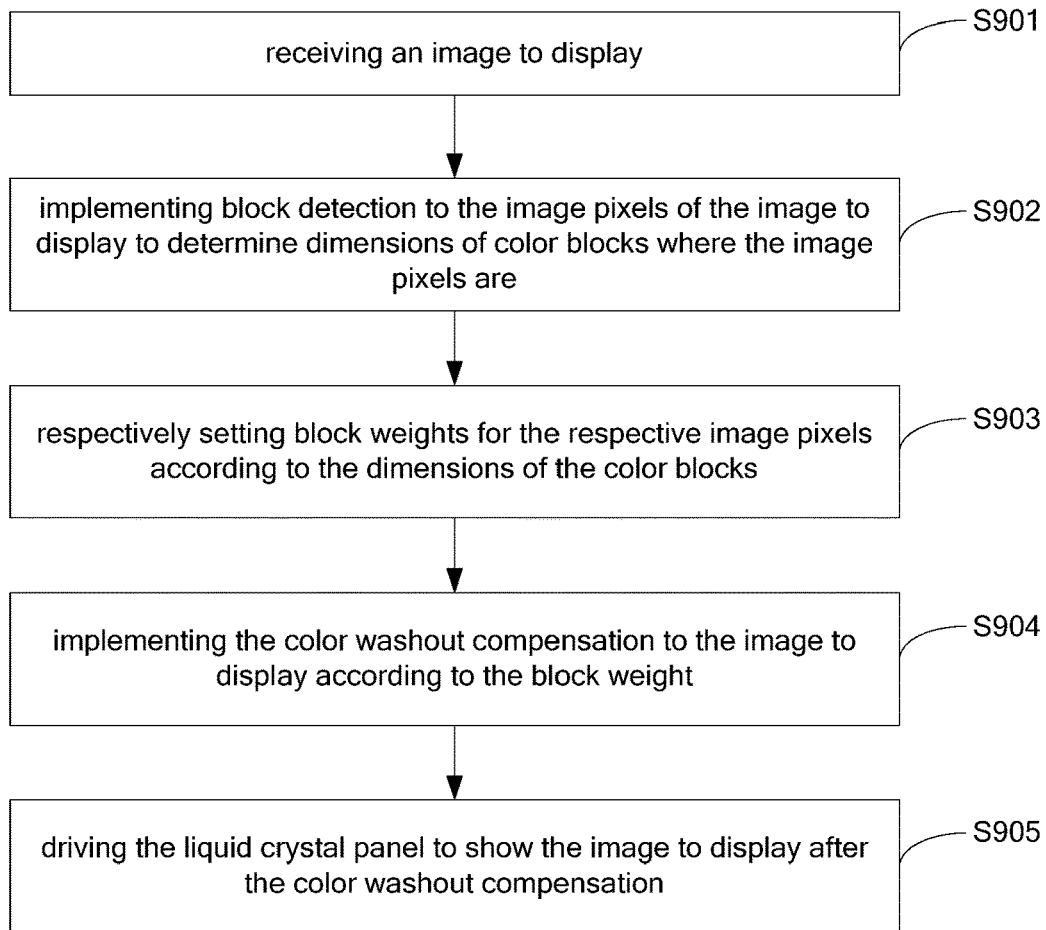 receiving an image to display
S901
implementing block detection to the image pixels of the image to
display to determine dimensions of color blocks where the image
pixels are
S902
respectively setting block weights for the respective image pixels
according to the dimensions of the color blocks
S903
implementing the color washout compensation to the image to
display according to the block weight
S904
driving the liquid crystal panel to show the image to display after
the color washout compensation
S905